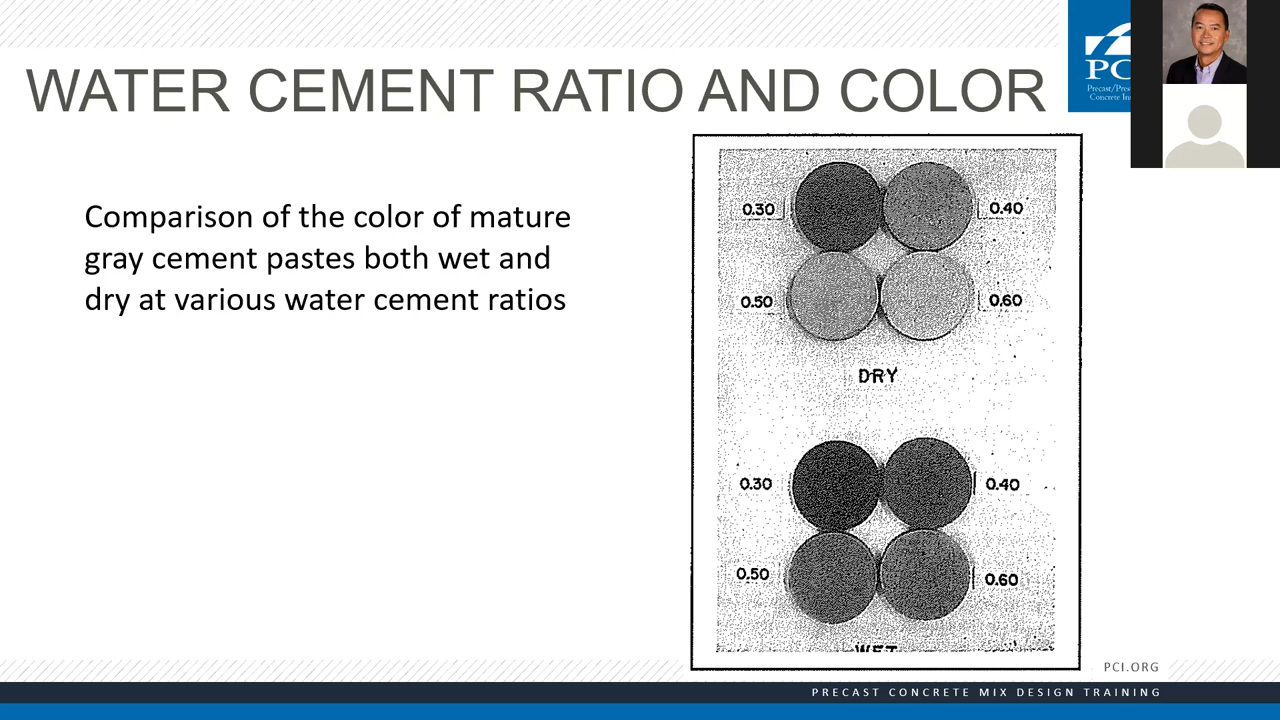 WATER CEMENT RATIO AND COLOR
Comparison of the color of mature
gray cement pastes both wet and
dry at various water cement ratios
0.30
0.40
0.50
0.60
DRY
0.30
0.40
0.50
0.60
WET
PCI.ORG
PRECAST CONCRETE MIX DESIGN TRAINING